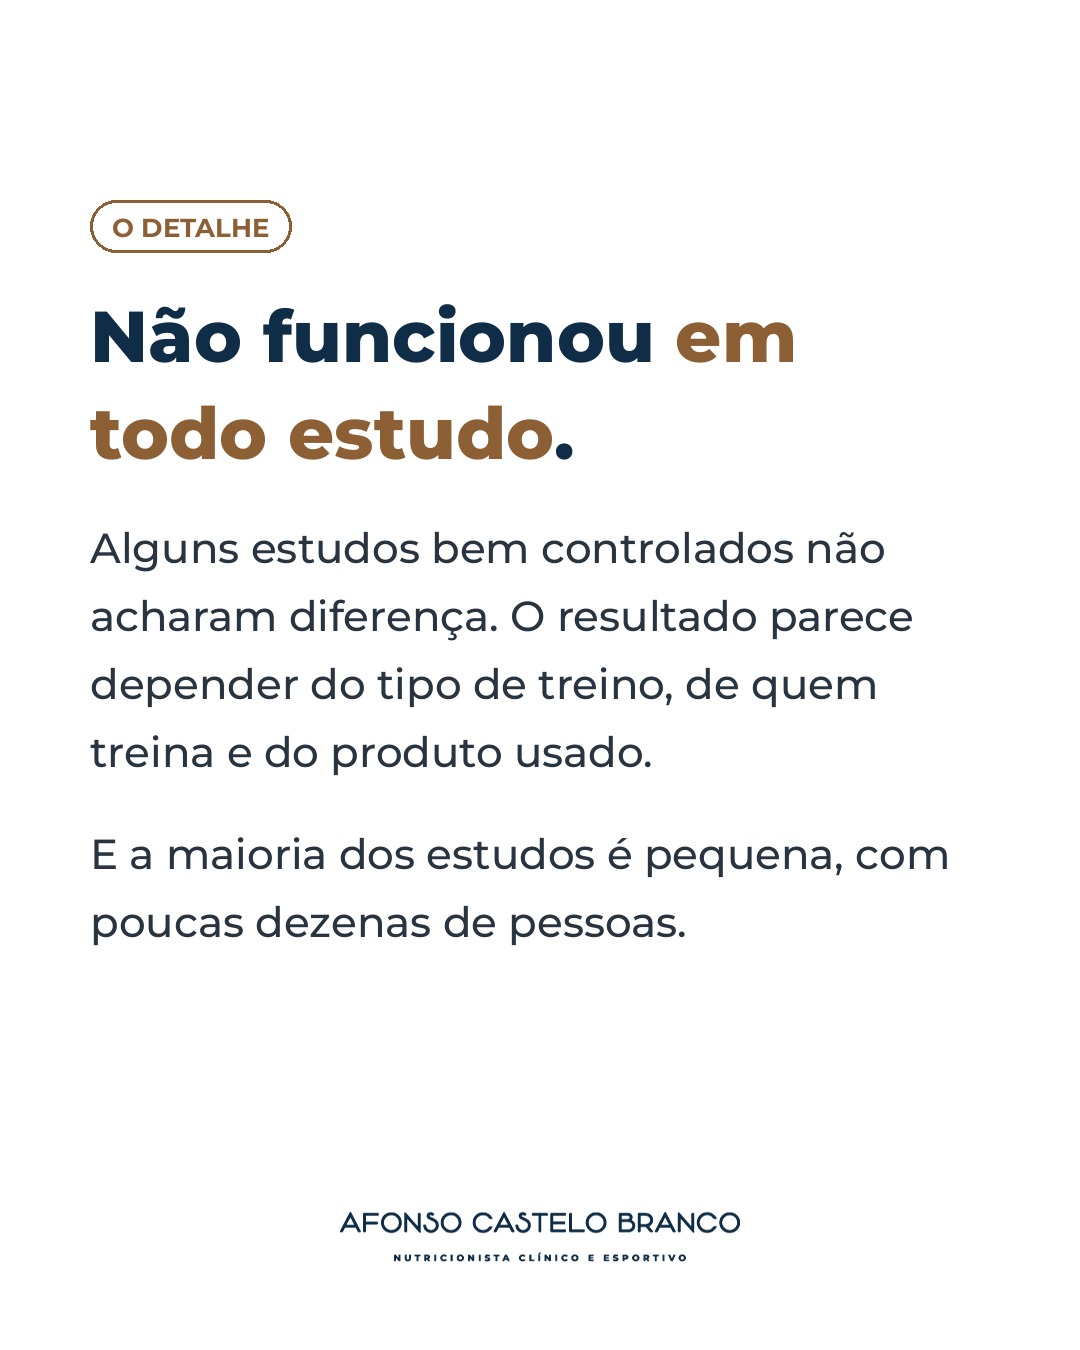 O DETALHE
Não funcionou em
todo estudo.
Alguns estudos bem controlados não
acharam diferença. O resultado parece
depender do tipo de treino, de quem
treina e do produto usado.
E a maioria dos estudos é pequena, com
poucas dezenas de pessoas.
AFONSO CASTELO BRANCO
NUTRICIONISTA CLÍNICO E ESPORTIVO